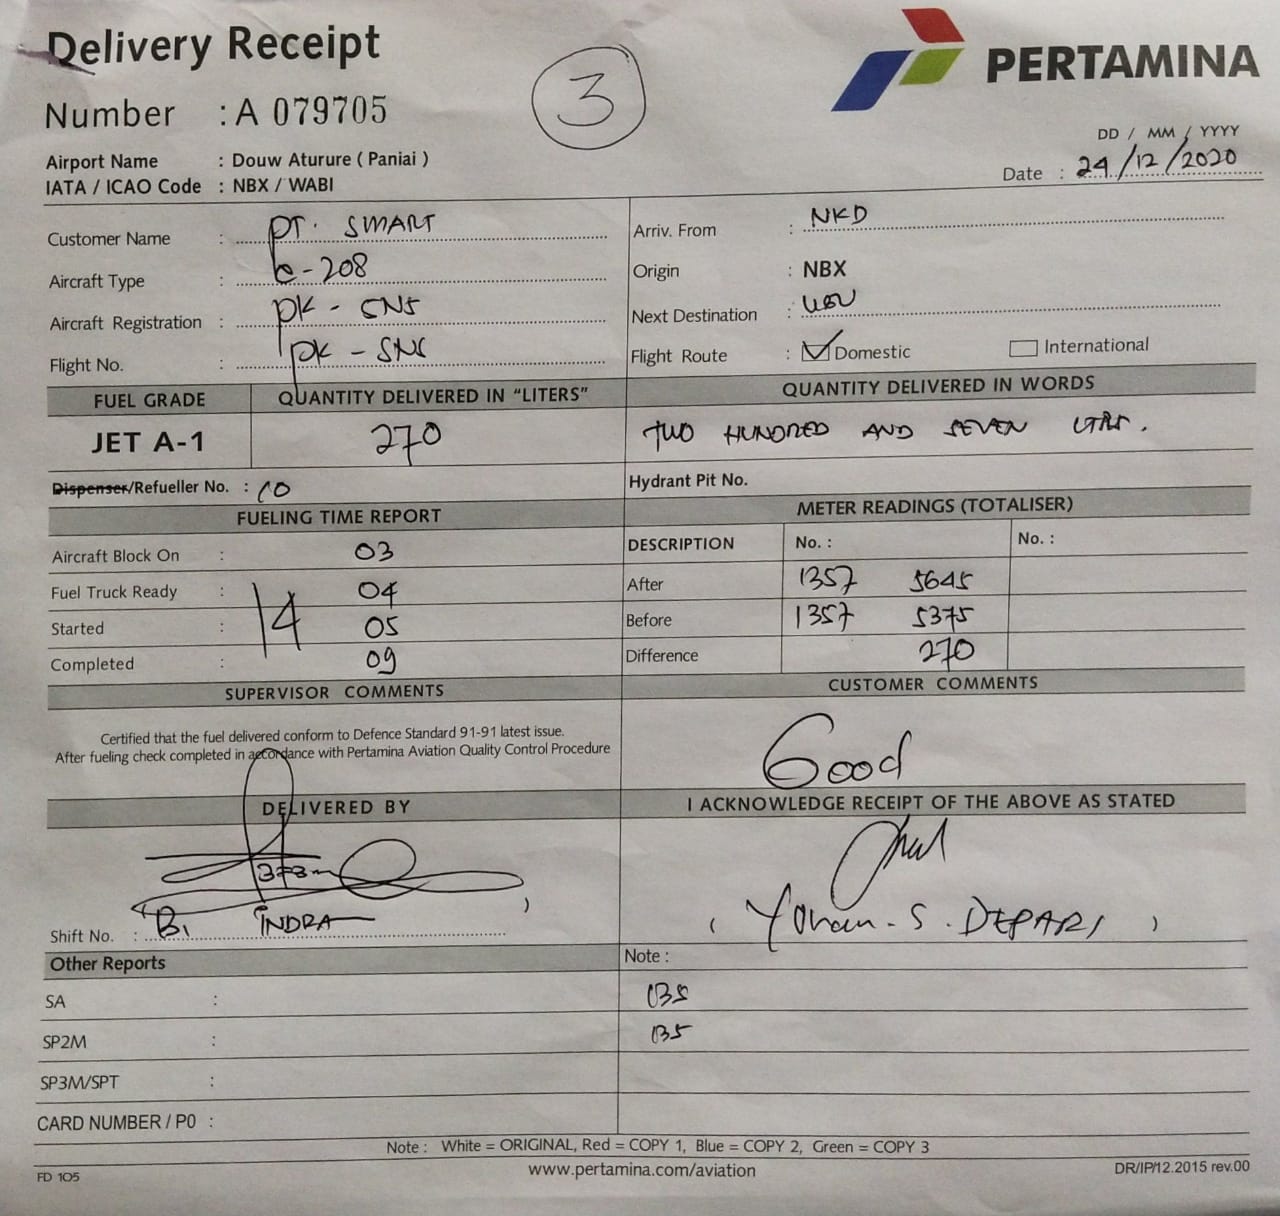 Delivery Receipt
3
PERTAMINA
Number : A 079705
DD / MM / YYYY
Airport Name : Douw Aturure ( Paniai )
Date : 24/12/2020
IATA / ICAO Code : NBX / WABI
Customer Name : PT. SMART
Arriv. From : NKD
Aircraft Type : C-208
Origin : NBX
Aircraft Registration : PK - SNS
Next Destination :
Flight No. : PK - SNS
Flight Route : Domestic International
FUEL GRADE QUANTITY DELIVERED IN "LITERS" QUANTITY DELIVERED IN WORDS
JET A-1 270 TWO HUNDRED AND SEVEN LTRS.
Dispenser/Refueller No. : 10 Hydrant Pit No.
FUELING TIME REPORT METER READINGS (TOTALISER)
Aircraft Block On : 03 DESCRIPTION No. : No. :
Fuel Truck Ready : 14 04 After 1357 5645
Started : 05 Before 1357 5375
Completed : 09 Difference 270
SUPERVISOR COMMENTS CUSTOMER COMMENTS
Certified that the fuel delivered conform to Defence Standard 91-91 latest issue.
After fueling check completed in accordance with Pertamina Aviation Quality Control Procedure
Good
DELIVERED BY I ACKNOWLEDGE RECEIPT OF THE ABOVE AS STATED
Shift No. : INDRA
( Yohan. S. DEPARI )
Other Reports Note :
SA :
SP2M :
SP3M/SPT :
CARD NUMBER / P0 :
Note : White = ORIGINAL, Red = COPY 1, Blue = COPY 2, Green = COPY 3
FD 105 www.pertamina.com/aviation DR/IP/12.2015 rev.00